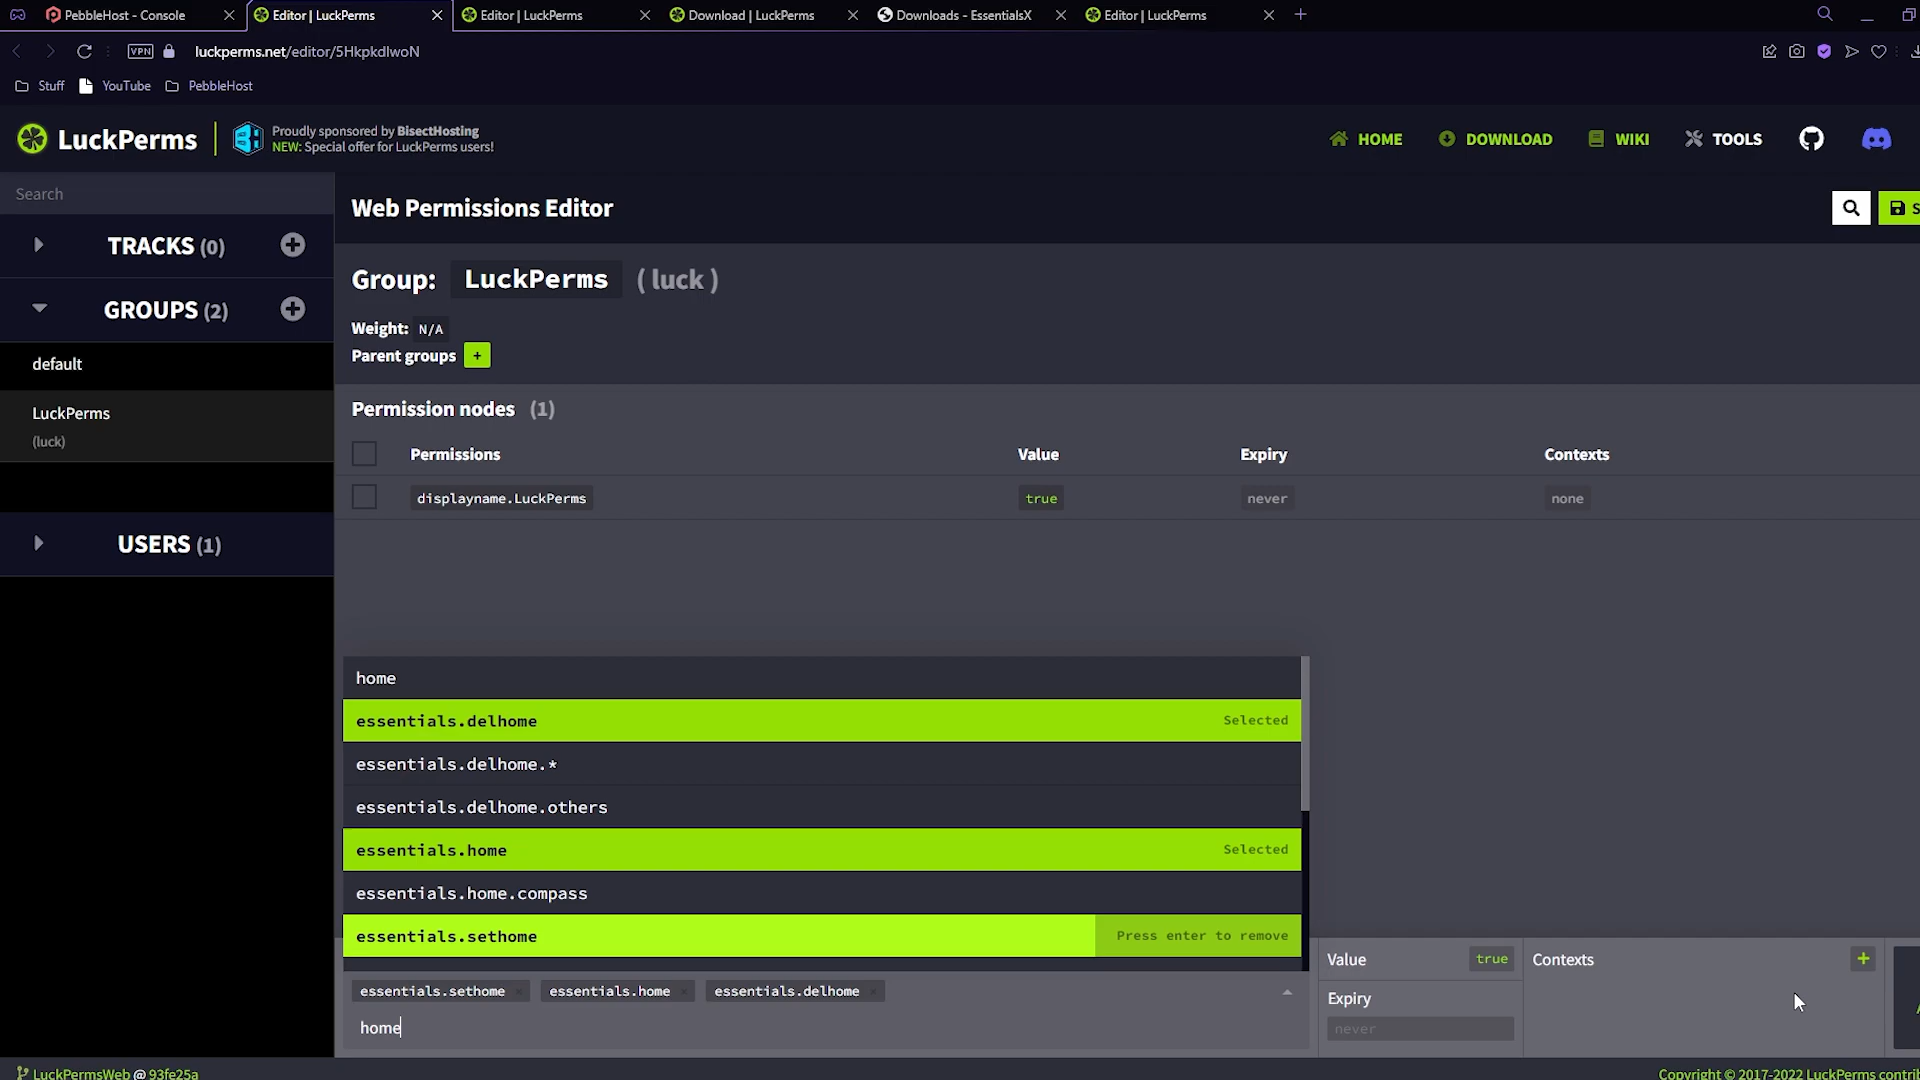 PebbleHost - Console
Editor | LuckPerms
Editor | LuckPerms
Download | LuckPerms
Downloads - EssentialsX
Editor | LuckPerms
VPN
luckperms.net/editor/5HkpkdIwoN
Stuff
YouTube
PebbleHost
LuckPerms
Proudly sponsored by BisectHosting
NEW: Special offer for LuckPerms users!
HOME
DOWNLOAD
WIKI
TOOLS
Search
Web Permissions Editor
S
TRACKS (0)
GROUPS (2)
default
LuckPerms
(luck)
USERS (1)
Group: LuckPerms ( luck )
Weight: N/A
Parent groups +
Permission nodes (1)
Permissions Value Expiry Contexts
displayname.LuckPerms true never none
home
essentials.delhome Selected
essentials.delhome.*
essentials.delhome.others
essentials.home Selected
essentials.home.compass
essentials.sethome Press enter to remove
essentials.sethome × essentials.home × essentials.delhome ×
home
Value true
Expiry
never
Contexts +
LuckPermsWeb @ 93fe25a
Copyright © 2017-2022 LuckPerms contrib